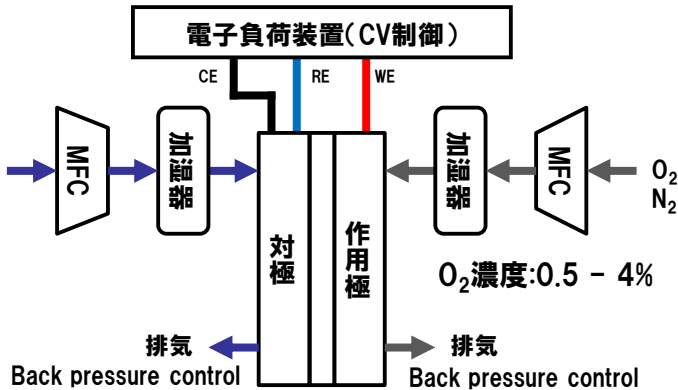 電子負荷装置(CV制御)
CE
RE
WE
MFC
加湿器
加湿器
MFC
O₂
N₂
対極
作用極
O₂濃度:0.5 – 4%
排気
Back pressure control
排気
Back pressure control